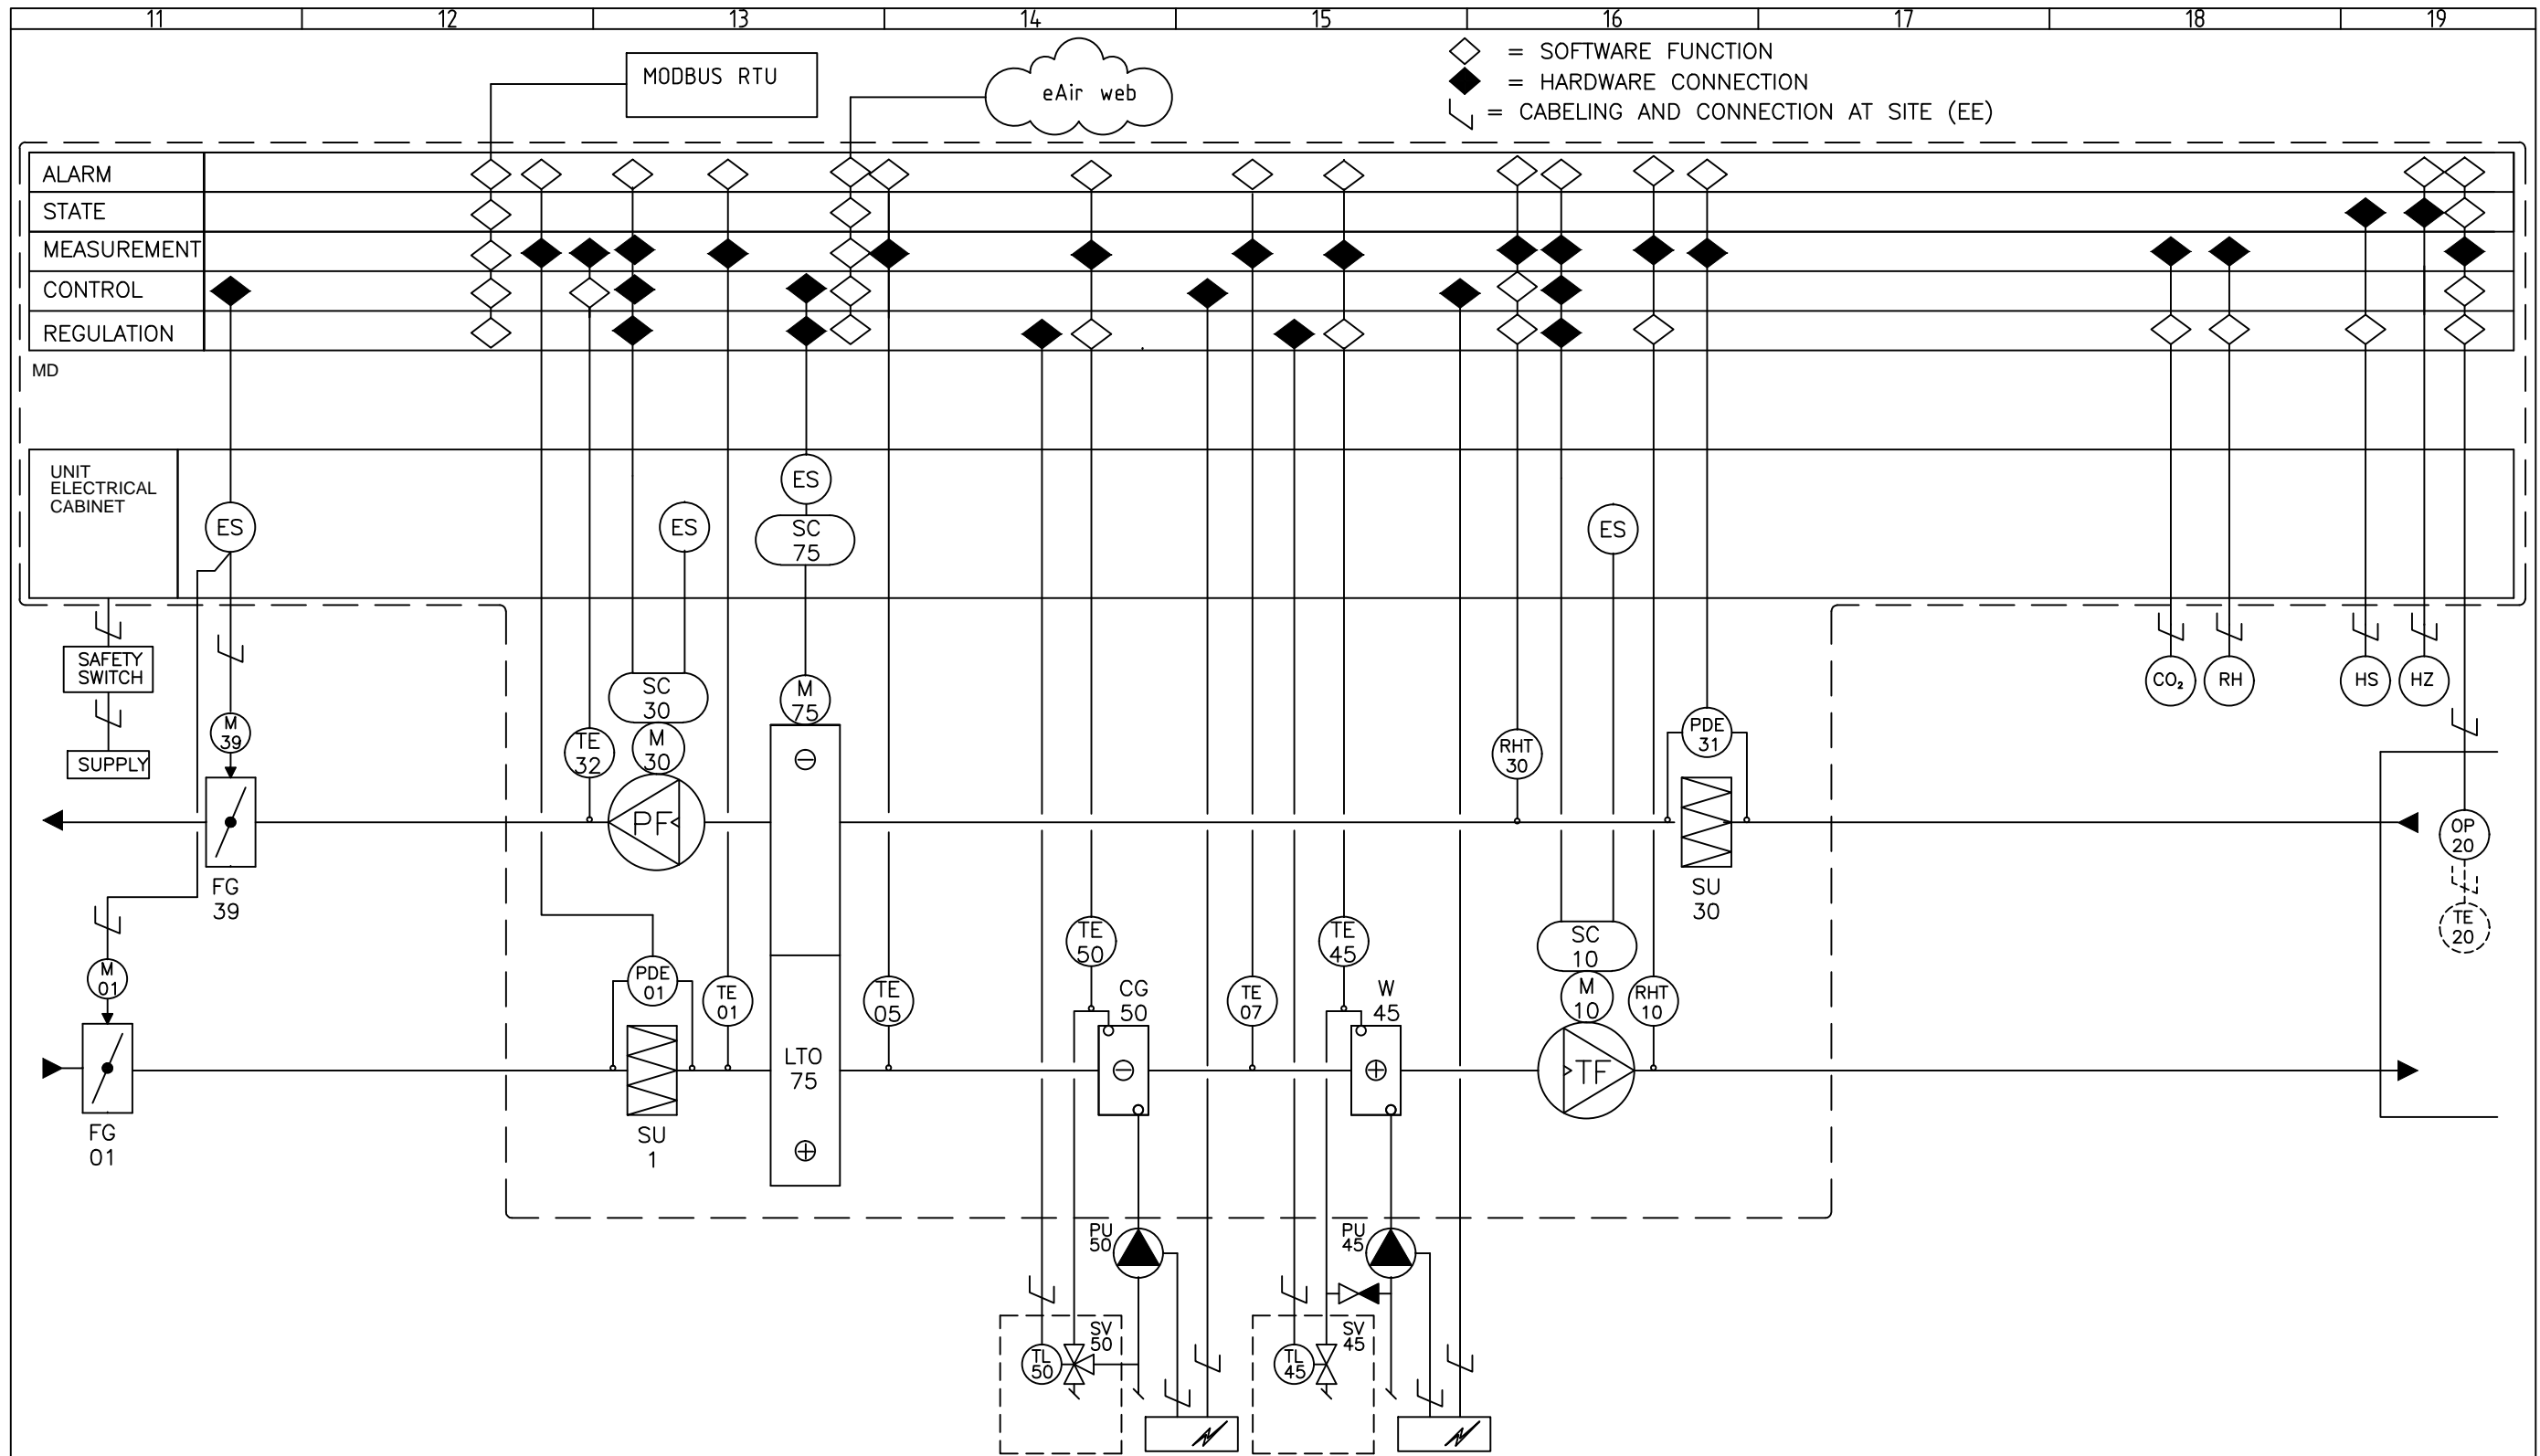 11 12 13 14 15 16 17 18 19
= SOFTWARE FUNCTION
MODBUS RTU
= HARDWARE CONNECTION
eAir web
= CABELING AND CONNECTION AT SITE (EE)
ALARM
STATE
MEASUREMENT
CONTROL
REGULATION
MD
UNIT
ELECTRICAL
CABINET
ES
ES
ES
ES
SC
75
SAFETY
SWITCH
SUPPLY
M
39
TE
32
SC
30
M
30
M
75
RHT
30
PDE
31
CO₂
RH
HS
HZ
PF
OP
20
TE
20
FG
39
SU
30
M
01
PDE
01
TE
01
TE
05
TE
50
CG
50
TE
07
TE
45
W
45
SC
10
M
10
RHT
10
LTO
75
TF
FG
01
SU
1
PU
50
PU
45
SV
50
TL
50
SV
45
TL
45